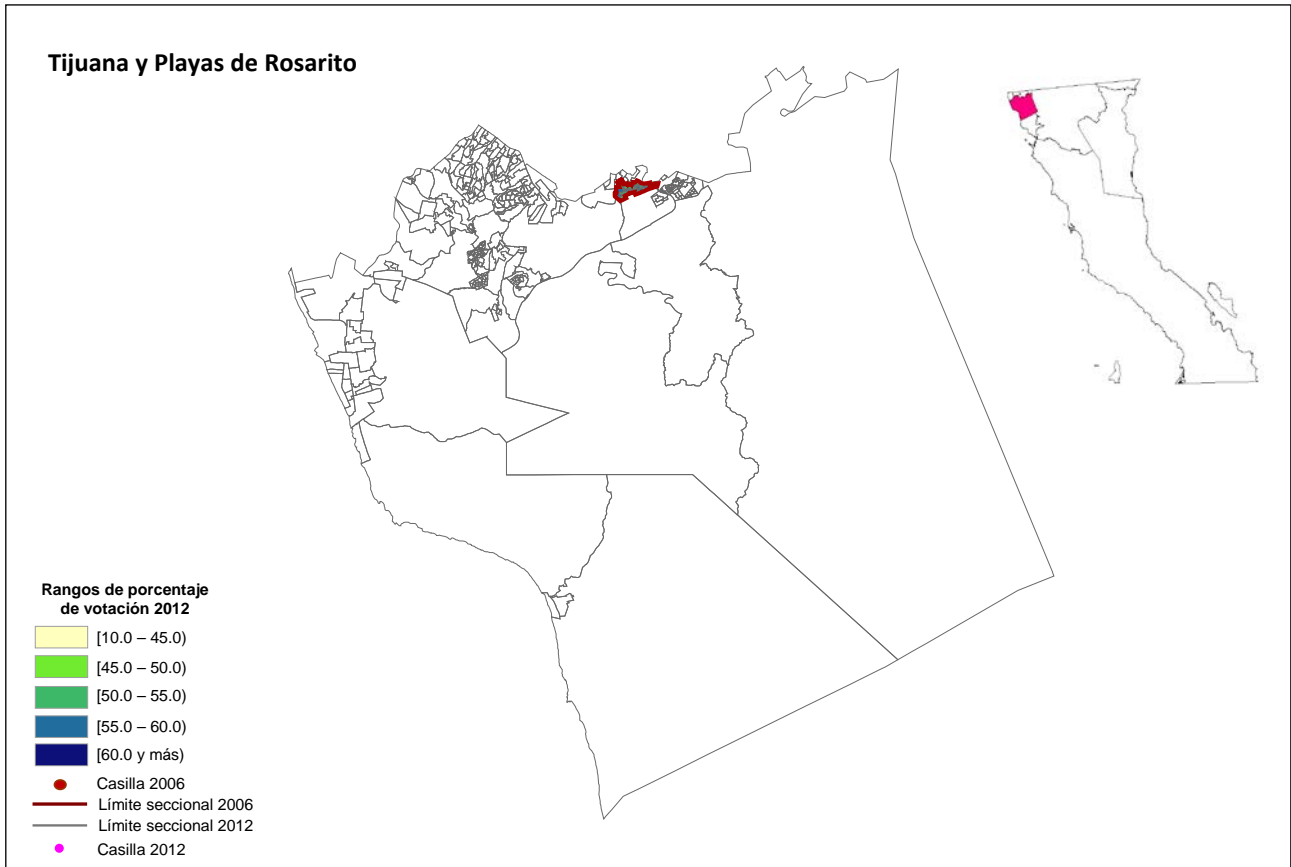 Tijuana y Playas de Rosarito
Rangos de porcentaje
de votación 2012
[10.0 – 45.0)
[45.0 – 50.0)
[50.0 – 55.0)
[55.0 – 60.0)
[60.0 y más)
Casilla 2006
Límite seccional 2006
Límite seccional 2012
Casilla 2012